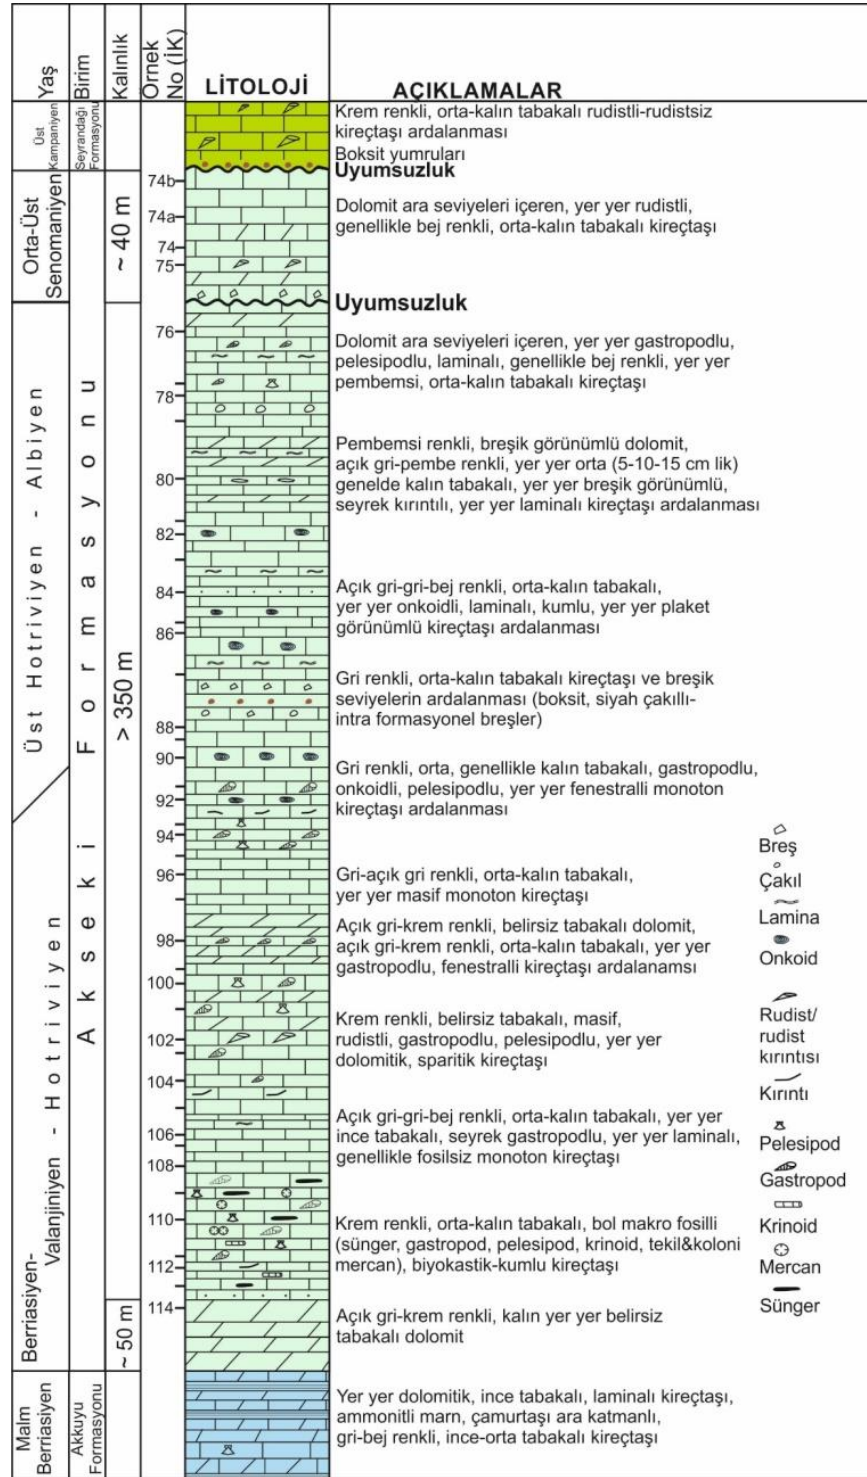 Yaş
Birim
Kalınlık
Örnek
No (İK)
LİTOLOJİ
AÇIKLAMALAR
Üst
Kampaniyen
Seyrandağı
Formasyonu
Krem renkli, orta-kalın tabakalı rudistli-rudistsiz
kireçtaşı ardalanması
Boksit yumruları
Uyumsuzluk
Orta-Üst
Senomaniyen
~ 40 m
74b
74a
74
75
Dolomit ara seviyeleri içeren, yer yer rudistli,
genellikle bej renkli, orta-kalın tabakalı kireçtaşı
Uyumsuzluk
Üst Hotriviyen - Albiyen
Akseki Formasyonu
> 350 m
76
Dolomit ara seviyeleri içeren, yer yer gastropodlu,
pelesipodlu, laminalı, genellikle bej renkli, yer yer
pembemsi, orta-kalın tabakalı kireçtaşı
78
Pembemsi renkli, breşik görünümlü dolomit,
açık gri-pembe renkli, yer yer orta (5-10-15 cm lik)
genelde kalın tabakalı, yer yer breşik görünümlü,
seyrek kırıntılı, yer yer laminalı kireçtaşı ardalanması
80
82
84
Açık gri-gri-bej renkli, orta-kalın tabakalı,
yer yer onkoidli, laminalı, kumlu, yer yer plaket
görünümlü kireçtaşı ardalanması
86
Gri renkli, orta-kalın tabakalı kireçtaşı ve breşik
seviyelerin ardalanması (boksit, siyah çakıllı-
intra formasyonel breşler)
88
90
Gri renkli, orta, genellikle kalın tabakalı, gastropodlu,
onkoidli, pelesipodlu, yer yer fenestralli monoton
kireçtaşı ardalanması
92
94
Berriasiyen-
Valanjiniyen - Hotriviyen
96
Gri-açık gri renkli, orta-kalın tabakalı,
yer yer masif monoton kireçtaşı
98
Açık gri-krem renkli, belirsiz tabakalı dolomit,
açık gri-krem renkli, orta-kalın tabakalı, yer yer
gastropodlu, fenestralli kireçtaşı ardalanamsı
100
Krem renkli, belirsiz tabakalı, masif,
rudistli, gastropodlu, pelesipodlu, yer yer
dolomitik, sparitik kireçtaşı
102
104
Açık gri-gri-bej renkli, orta-kalın tabakalı, yer yer
ince tabakalı, seyrek gastropodlu, yer yer laminalı,
genellikle fosilsiz monoton kireçtaşı
106
108
110
Krem renkli, orta-kalın tabakalı, bol makro fosilli
(sünger, gastropod, pelesipod, krinoid, tekil&koloni
mercan), biyokastik-kumlu kireçtaşı
112
114
~ 50 m
Açık gri-krem renkli, kalın yer yer belirsiz
tabakalı dolomit
Malm
Berriasiyen
Akkuyu
Formasyonu
Yer yer dolomitik, ince tabakalı, laminalı kireçtaşı,
ammonitli marn, çamurtaşı ara katmanlı,
gri-bej renkli, ince-orta tabakalı kireçtaşı
Breş
Çakıl
Lamina
Onkoid
Rudist/
rudist
kırıntısı
Kırıntı
Pelesipod
Gastropod
Krinoid
Mercan
Sünger